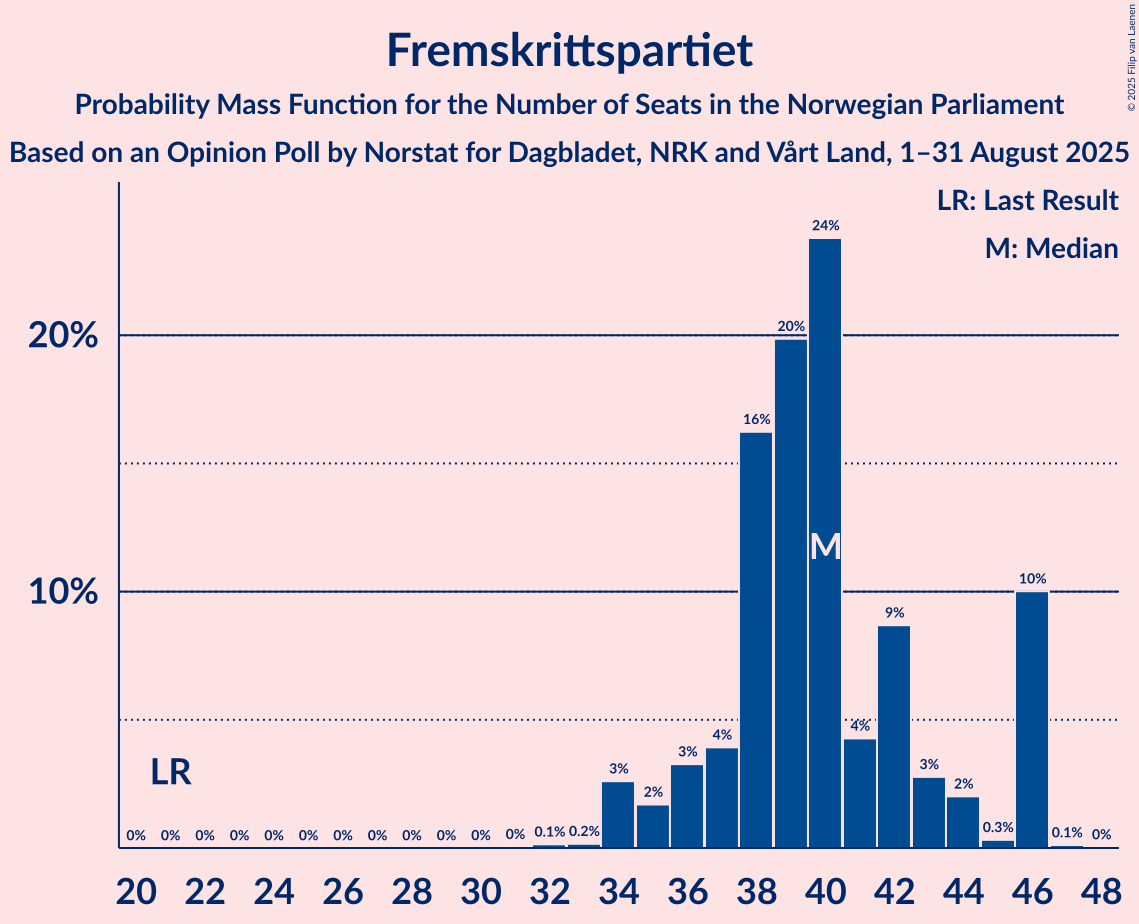 Fremskrittspartiet
Probability Mass Function for the Number of Seats in the Norwegian Parliament
Based on an Opinion Poll by Norstat for Dagbladet, NRK and Vårt Land, 1–31 August 2025
© 2025 Filip van Laenen
LR: Last Result
M: Median
24%
20%
20%
16%
M
10%
10%
9%
4%
4%
3%
3%
3%
2%
2%
LR
0% 0% 0% 0% 0% 0% 0% 0% 0% 0% 0% 0% 0.1% 0.2% 0.3% 0.1% 0%
20 22 24 26 28 30 32 34 36 38 40 42 44 46 48